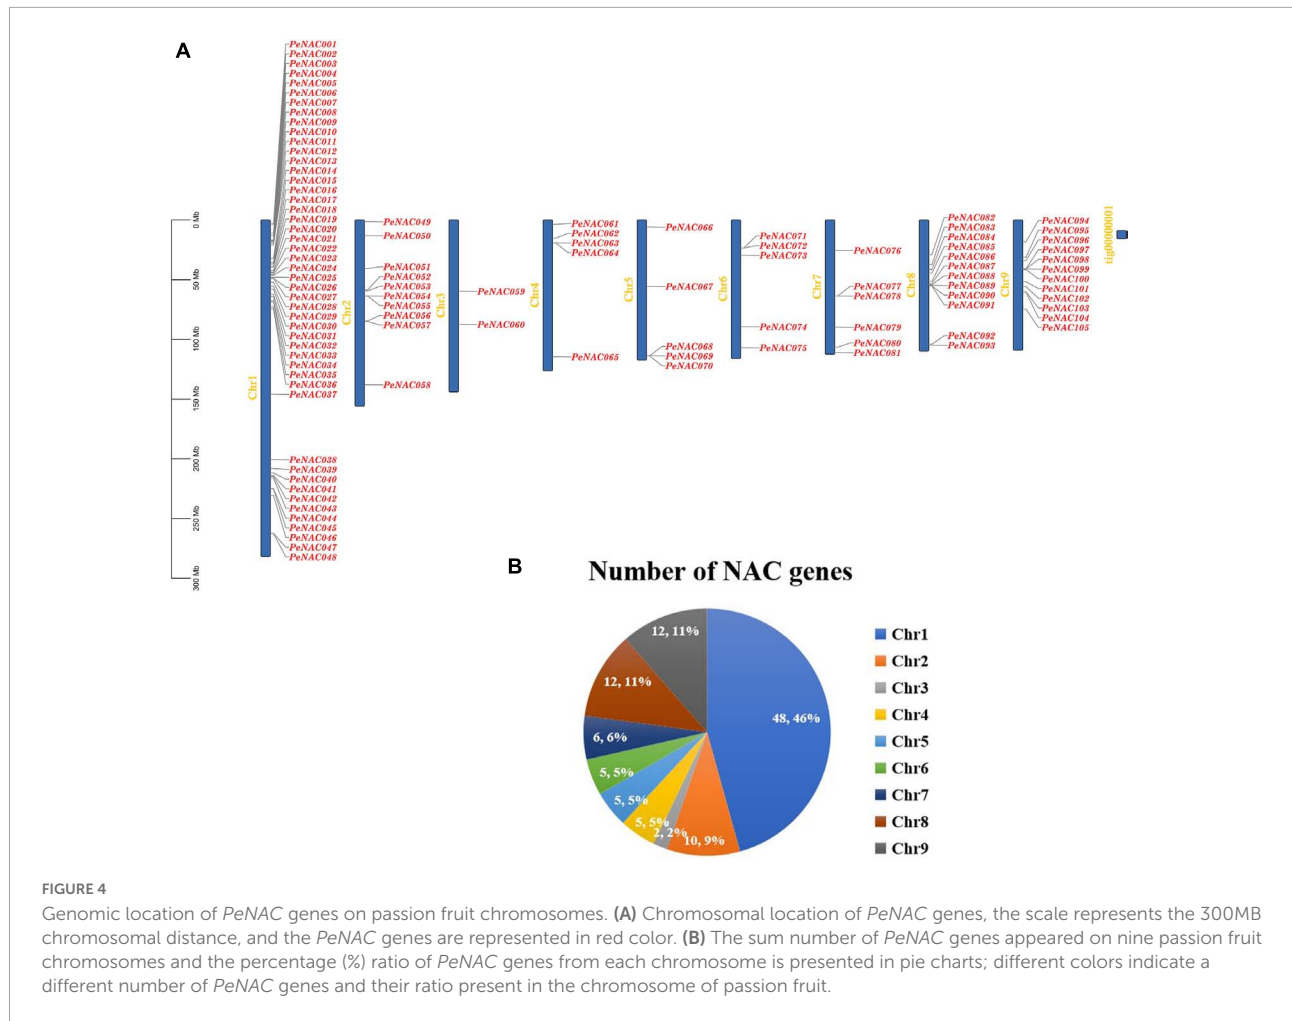 A
PeNAC001
PeNAC002
PeNAC003
PeNAC004
PeNAC005
PeNAC006
PeNAC007
PeNAC008
PeNAC009
PeNAC010
PeNAC011
PeNAC012
PeNAC013
PeNAC014
PeNAC015
PeNAC016
PeNAC017
PeNAC018
PeNAC019
PeNAC020
PeNAC021
PeNAC022
PeNAC023
PeNAC024
PeNAC025
PeNAC026
PeNAC027
PeNAC028
PeNAC029
PeNAC030
PeNAC031
PeNAC032
PeNAC033
PeNAC034
PeNAC035
PeNAC036
PeNAC037
PeNAC038
PeNAC039
PeNAC040
PeNAC041
PeNAC042
PeNAC043
PeNAC044
PeNAC045
PeNAC046
PeNAC047
PeNAC048
0 Mb
50 Mb
100 Mb
150 Mb
200 Mb
250 Mb
300 Mb
Chr1
Chr2
PeNAC049
PeNAC050
PeNAC051
PeNAC052
PeNAC053
PeNAC054
PeNAC055
PeNAC056
PeNAC057
PeNAC058
Chr3
PeNAC059
PeNAC060
Chr4
PeNAC061
PeNAC062
PeNAC063
PeNAC064
PeNAC065
Chr5
PeNAC066
PeNAC067
PeNAC068
PeNAC069
PeNAC070
Chr6
PeNAC071
PeNAC072
PeNAC073
PeNAC074
PeNAC075
Chr7
PeNAC076
PeNAC077
PeNAC078
PeNAC079
PeNAC080
PeNAC081
Chr8
PeNAC082
PeNAC083
PeNAC084
PeNAC085
PeNAC086
PeNAC087
PeNAC088
PeNAC089
PeNAC090
PeNAC091
PeNAC092
PeNAC093
Chr9
PeNAC094
PeNAC095
PeNAC096
PeNAC097
PeNAC098
PeNAC099
PeNAC100
PeNAC101
PeNAC102
PeNAC103
PeNAC104
PeNAC105
tig00000001
B
Number of NAC genes
48, 46%
10, 9%
2, 2%
5, 5%
5, 5%
5, 5%
6, 6%
12, 11%
12, 11%
Chr1
Chr2
Chr3
Chr4
Chr5
Chr6
Chr7
Chr8
Chr9
FIGURE 4
Genomic location of PeNAC genes on passion fruit chromosomes. (A) Chromosomal location of PeNAC genes, the scale represents the 300MB
chromosomal distance, and the PeNAC genes are represented in red color. (B) The sum number of PeNAC genes appeared on nine passion fruit
chromosomes and the percentage (%) ratio of PeNAC genes from each chromosome is presented in pie charts; different colors indicate a
different number of PeNAC genes and their ratio present in the chromosome of passion fruit.